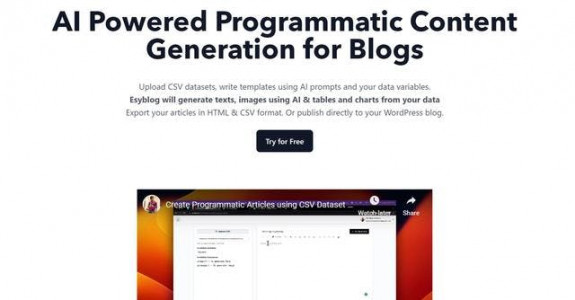 AI Powered Programmatic Content
Generation for Blogs
Upload CSV datasets, write templates using AI prompts and your data variables.
Esyblog will generate texts, images using AI & tables and charts from your data
Export your articles in HTML & CSV format. Or publish directly to your WordPress blog.
Try for Free
Create Programmatic Articles using CSV Dataset
Watch later
Share